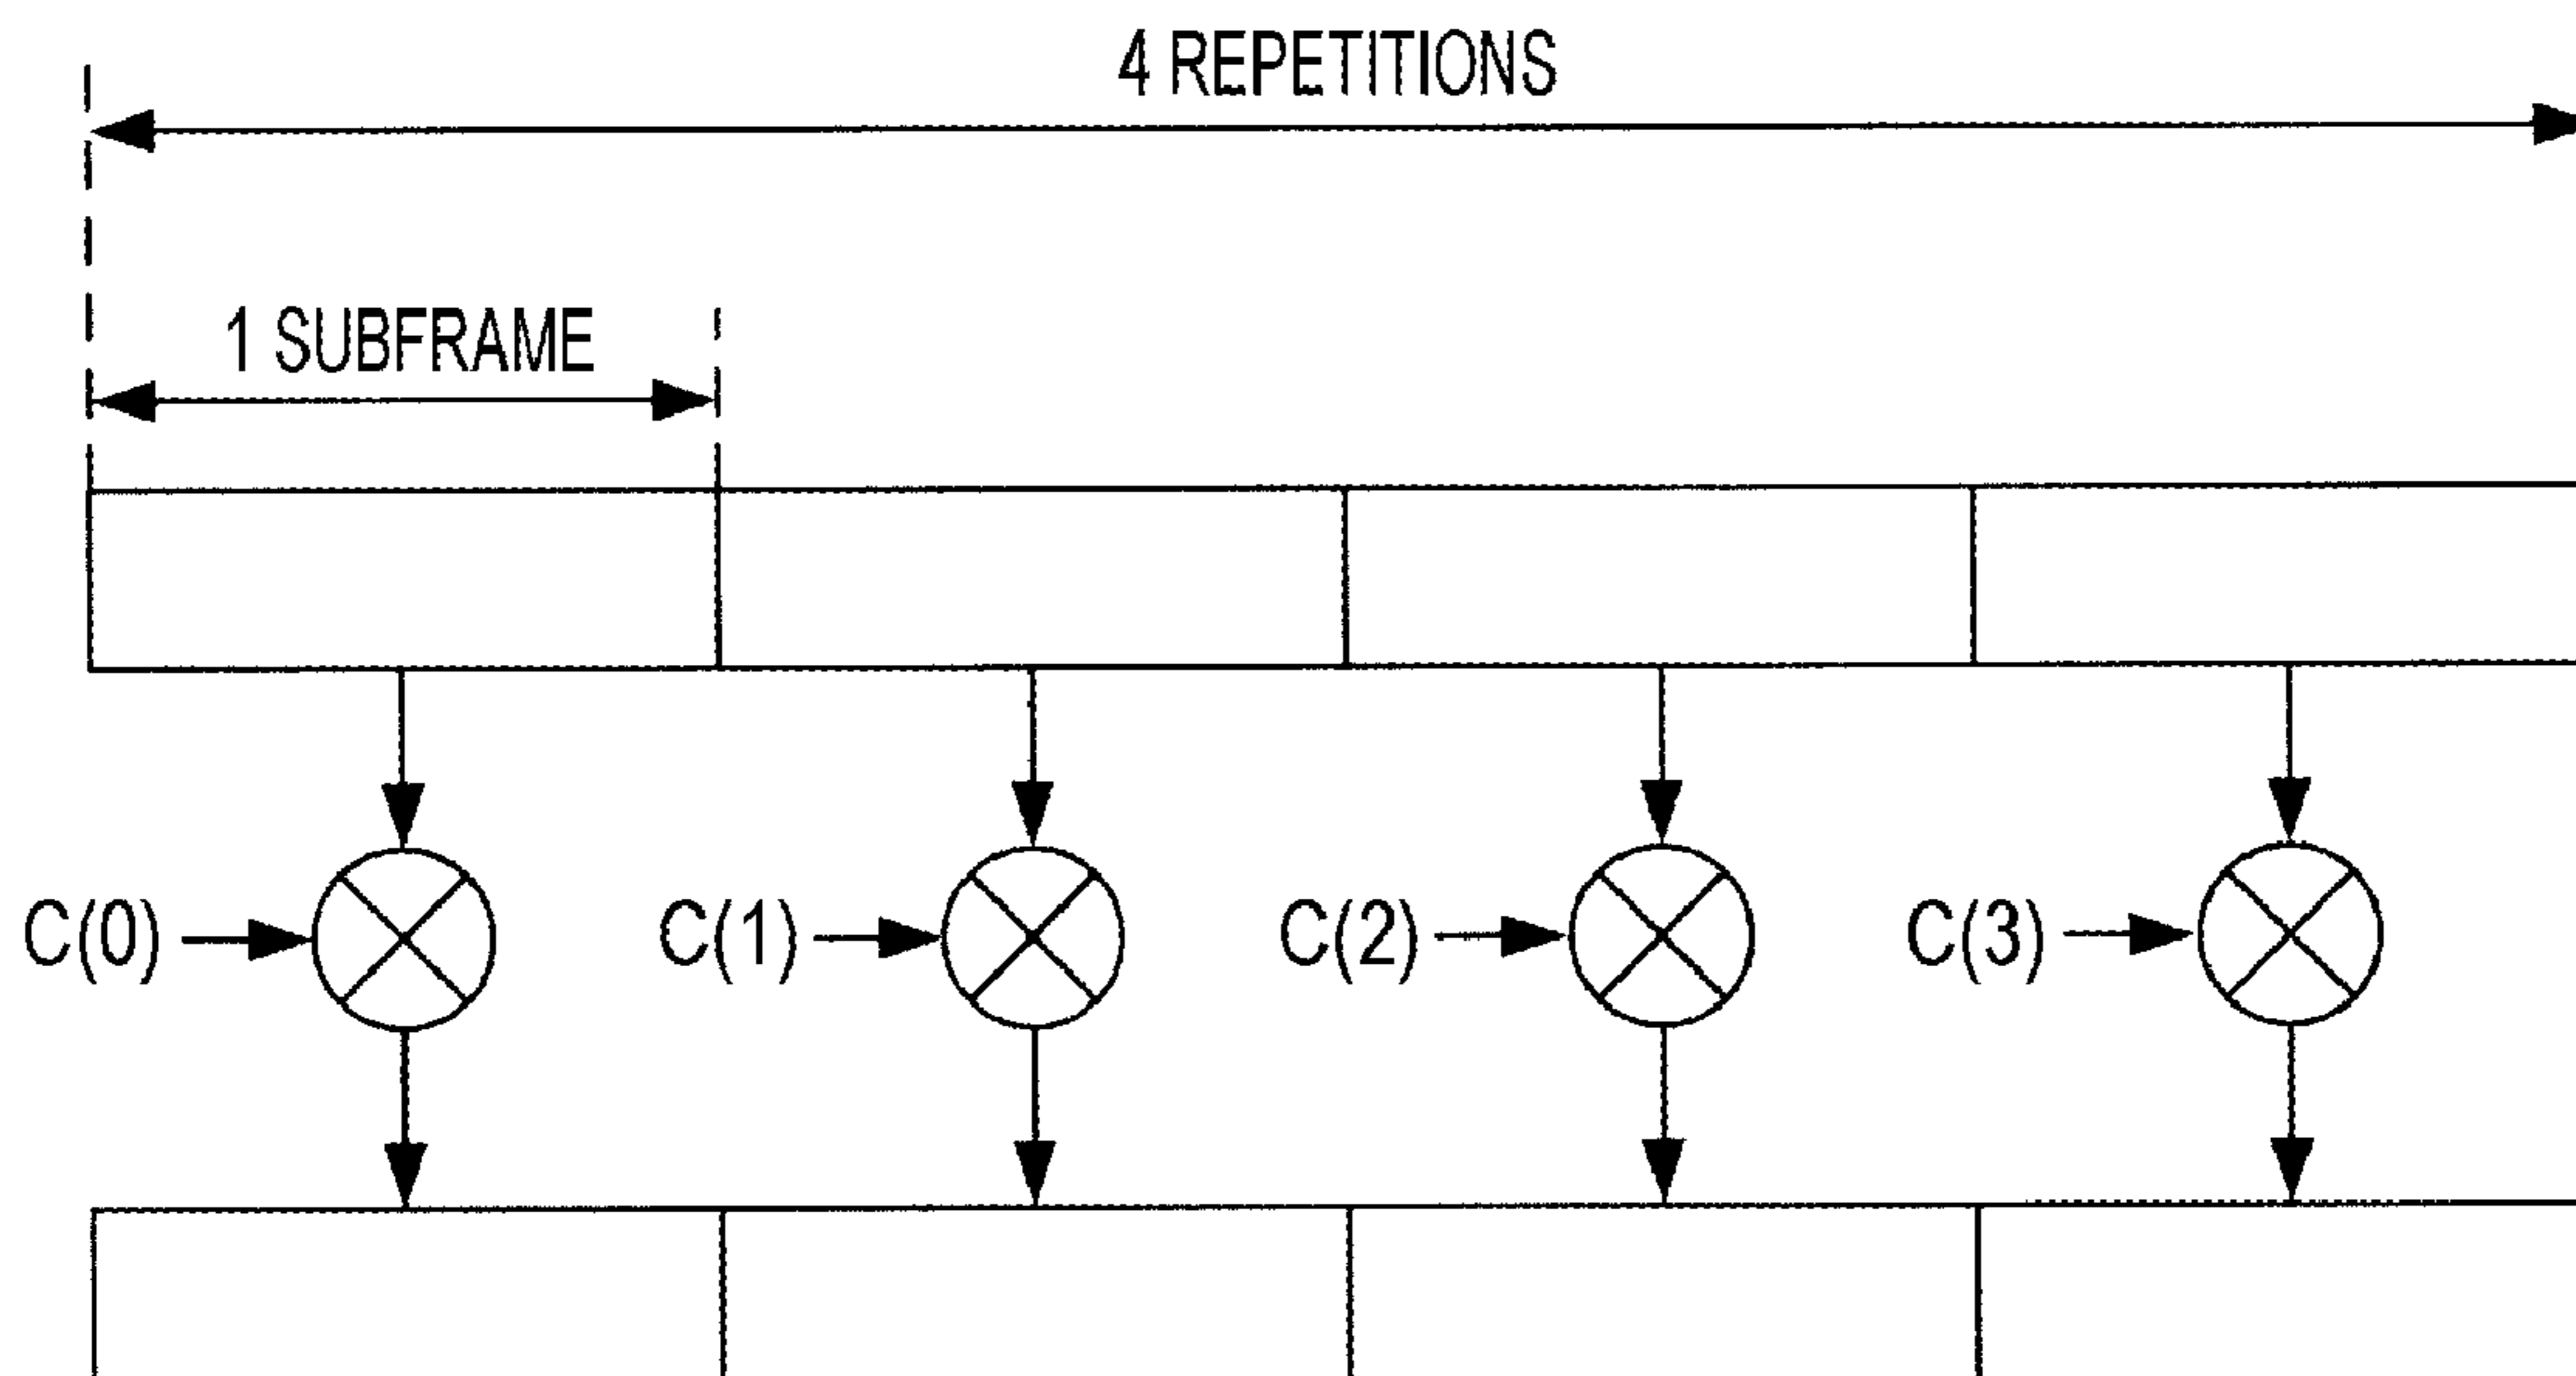 4 REPETITIONS
1 SUBFRAME
C(0) C(1) C(2) C(3)